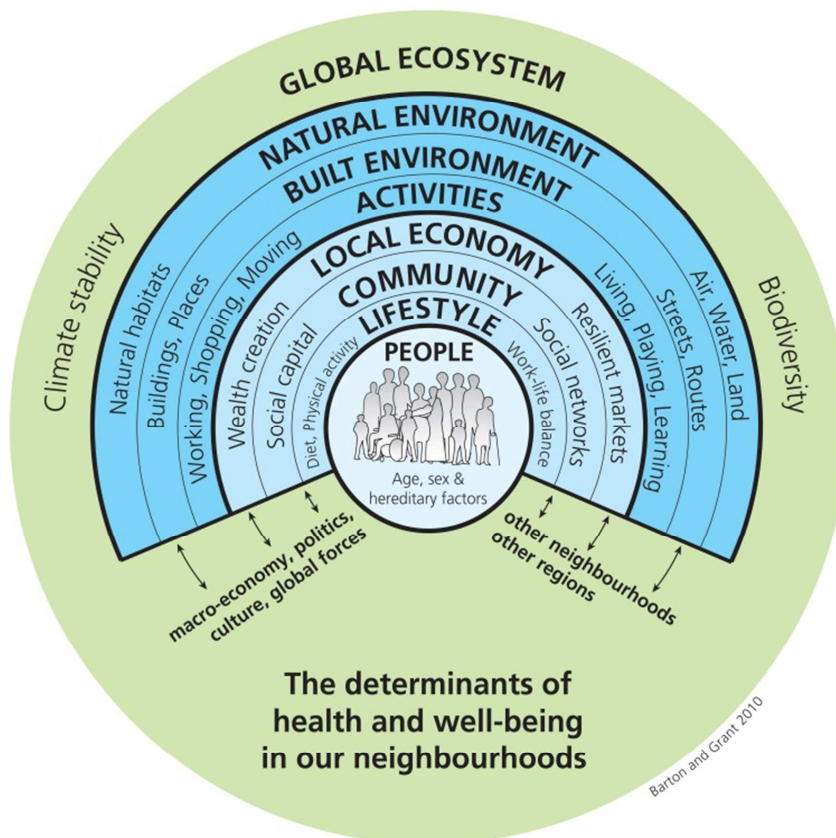 GLOBAL ECOSYSTEM
NATURAL ENVIRONMENT
BUILT ENVIRONMENT
ACTIVITIES
LOCAL ECONOMY
COMMUNITY
LIFESTYLE
PEOPLE
Age, sex &
hereditary factors
Climate stability
Natural habitats
Buildings, Places
Working, Shopping, Moving
Wealth creation
Social capital
Diet, Physical activity
Work-life balance
Social networks
Resilient markets
Living, Playing, Learning
Streets, Routes
Air, Water, Land
Biodiversity
macro-economy, politics,
culture, global forces
other neighbourhoods
other regions
The determinants of
health and well-being
in our neighbourhoods
Barton and Grant 2010